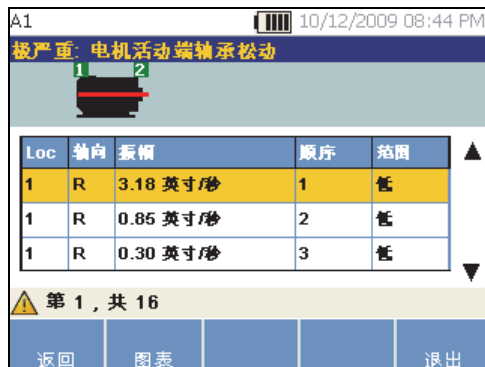 A1 10/12/2009 08:44 PM
极严重: 电机活动端轴承松动
1 2
Loc 轴向 振幅 顺序 范围
1 R 3.18 英寸/秒 1 低
1 R 0.85 英寸/秒 2 低
1 R 0.30 英寸/秒 3 低
第 1 , 共 16
返回 图表 退出